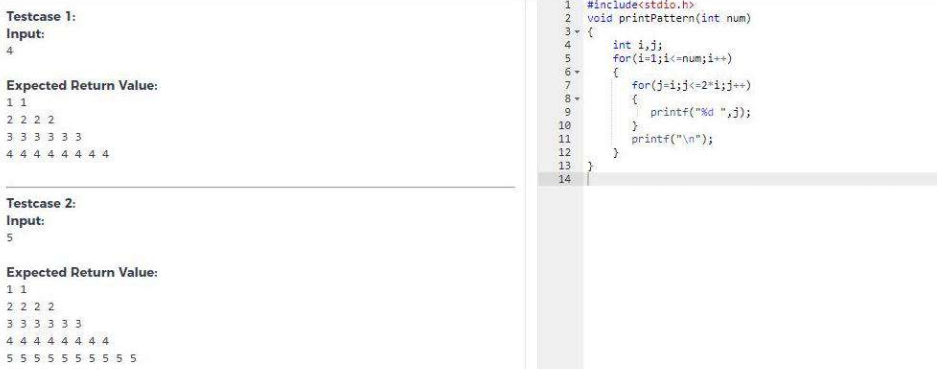 Testcase 1:
Input:
4
Expected Return Value:
1 1
2 2 2 2
3 3 3 3 3 3
4 4 4 4 4 4 4 4
Testcase 2:
Input:
5
Expected Return Value:
1 1
2 2 2 2
3 3 3 3 3 3
4 4 4 4 4 4 4 4
5 5 5 5 5 5 5 5 5 5
1 #include<stdio.h>
2 void printPattern(int num)
3 {
4 int i,j;
5 for(i=1;i<=num;i++)
6 {
7 for(j=i;j<=2*i;j++)
8 {
9 printf("%d ",j);
10 }
11 printf("\n");
12 }
13 }
14